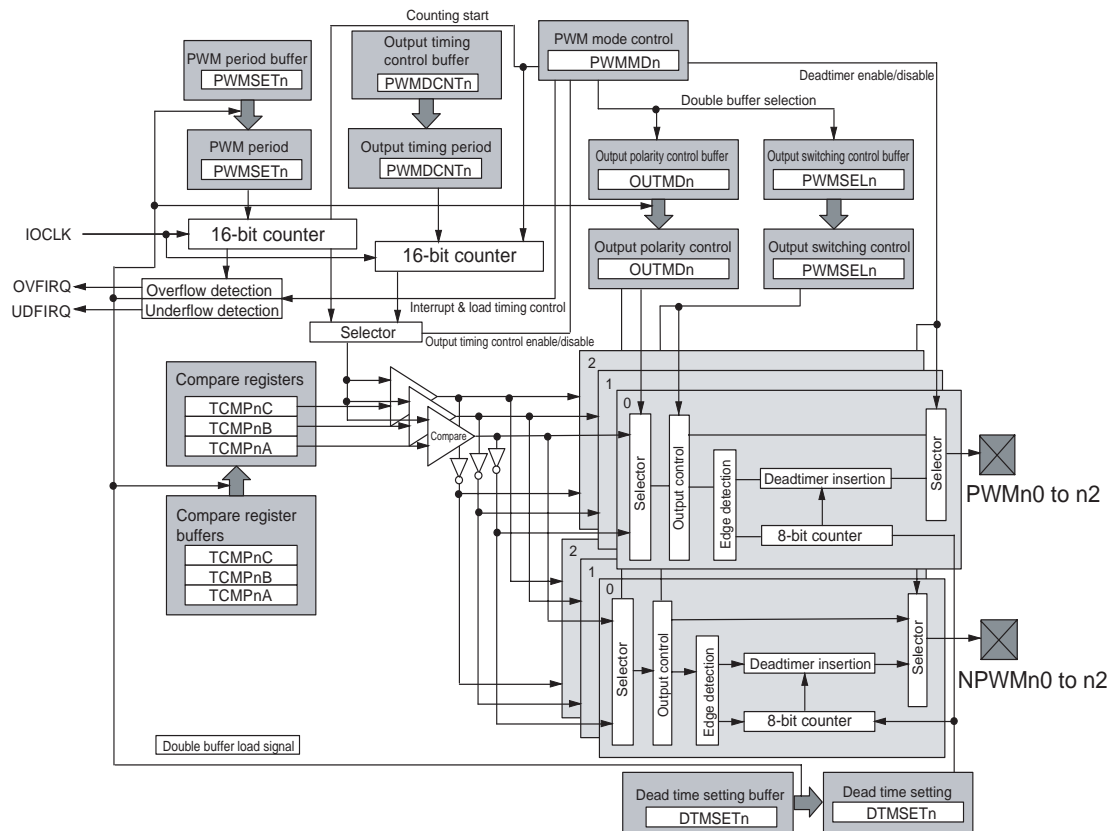 Counting start
PWM period buffer
PWMSETn
Output timing
control buffer
PWMDCNTn
PWM mode control
PWMMDn
Deadtimer enable/disable
Double buffer selection
PWM period
PWMSETn
Output timing period
PWMDCNTn
Output polarity control buffer
OUTMDn
Output switching control buffer
PWMSELn
IOCLK
16-bit counter
16-bit counter
Output polarity control
OUTMDn
Output switching control
PWMSELn
OVFIRQ
UDFIRQ
Overflow detection
Underflow detection
Interrupt & load timing control
Selector
Output timing control enable/disable
Compare registers
TCMPnC
TCMPnB
TCMPnA
Compare
Compare register
buffers
TCMPnC
TCMPnB
TCMPnA
2
1
0
Selector
Output control
Edge detection
Deadtimer insertion
8-bit counter
Selector
PWMn0 to n2
2
1
0
Selector
Output control
Edge detection
Deadtimer insertion
8-bit counter
Selector
NPWMn0 to n2
Double buffer load signal
Dead time setting buffer
DTMSETn
Dead time setting
DTMSETn